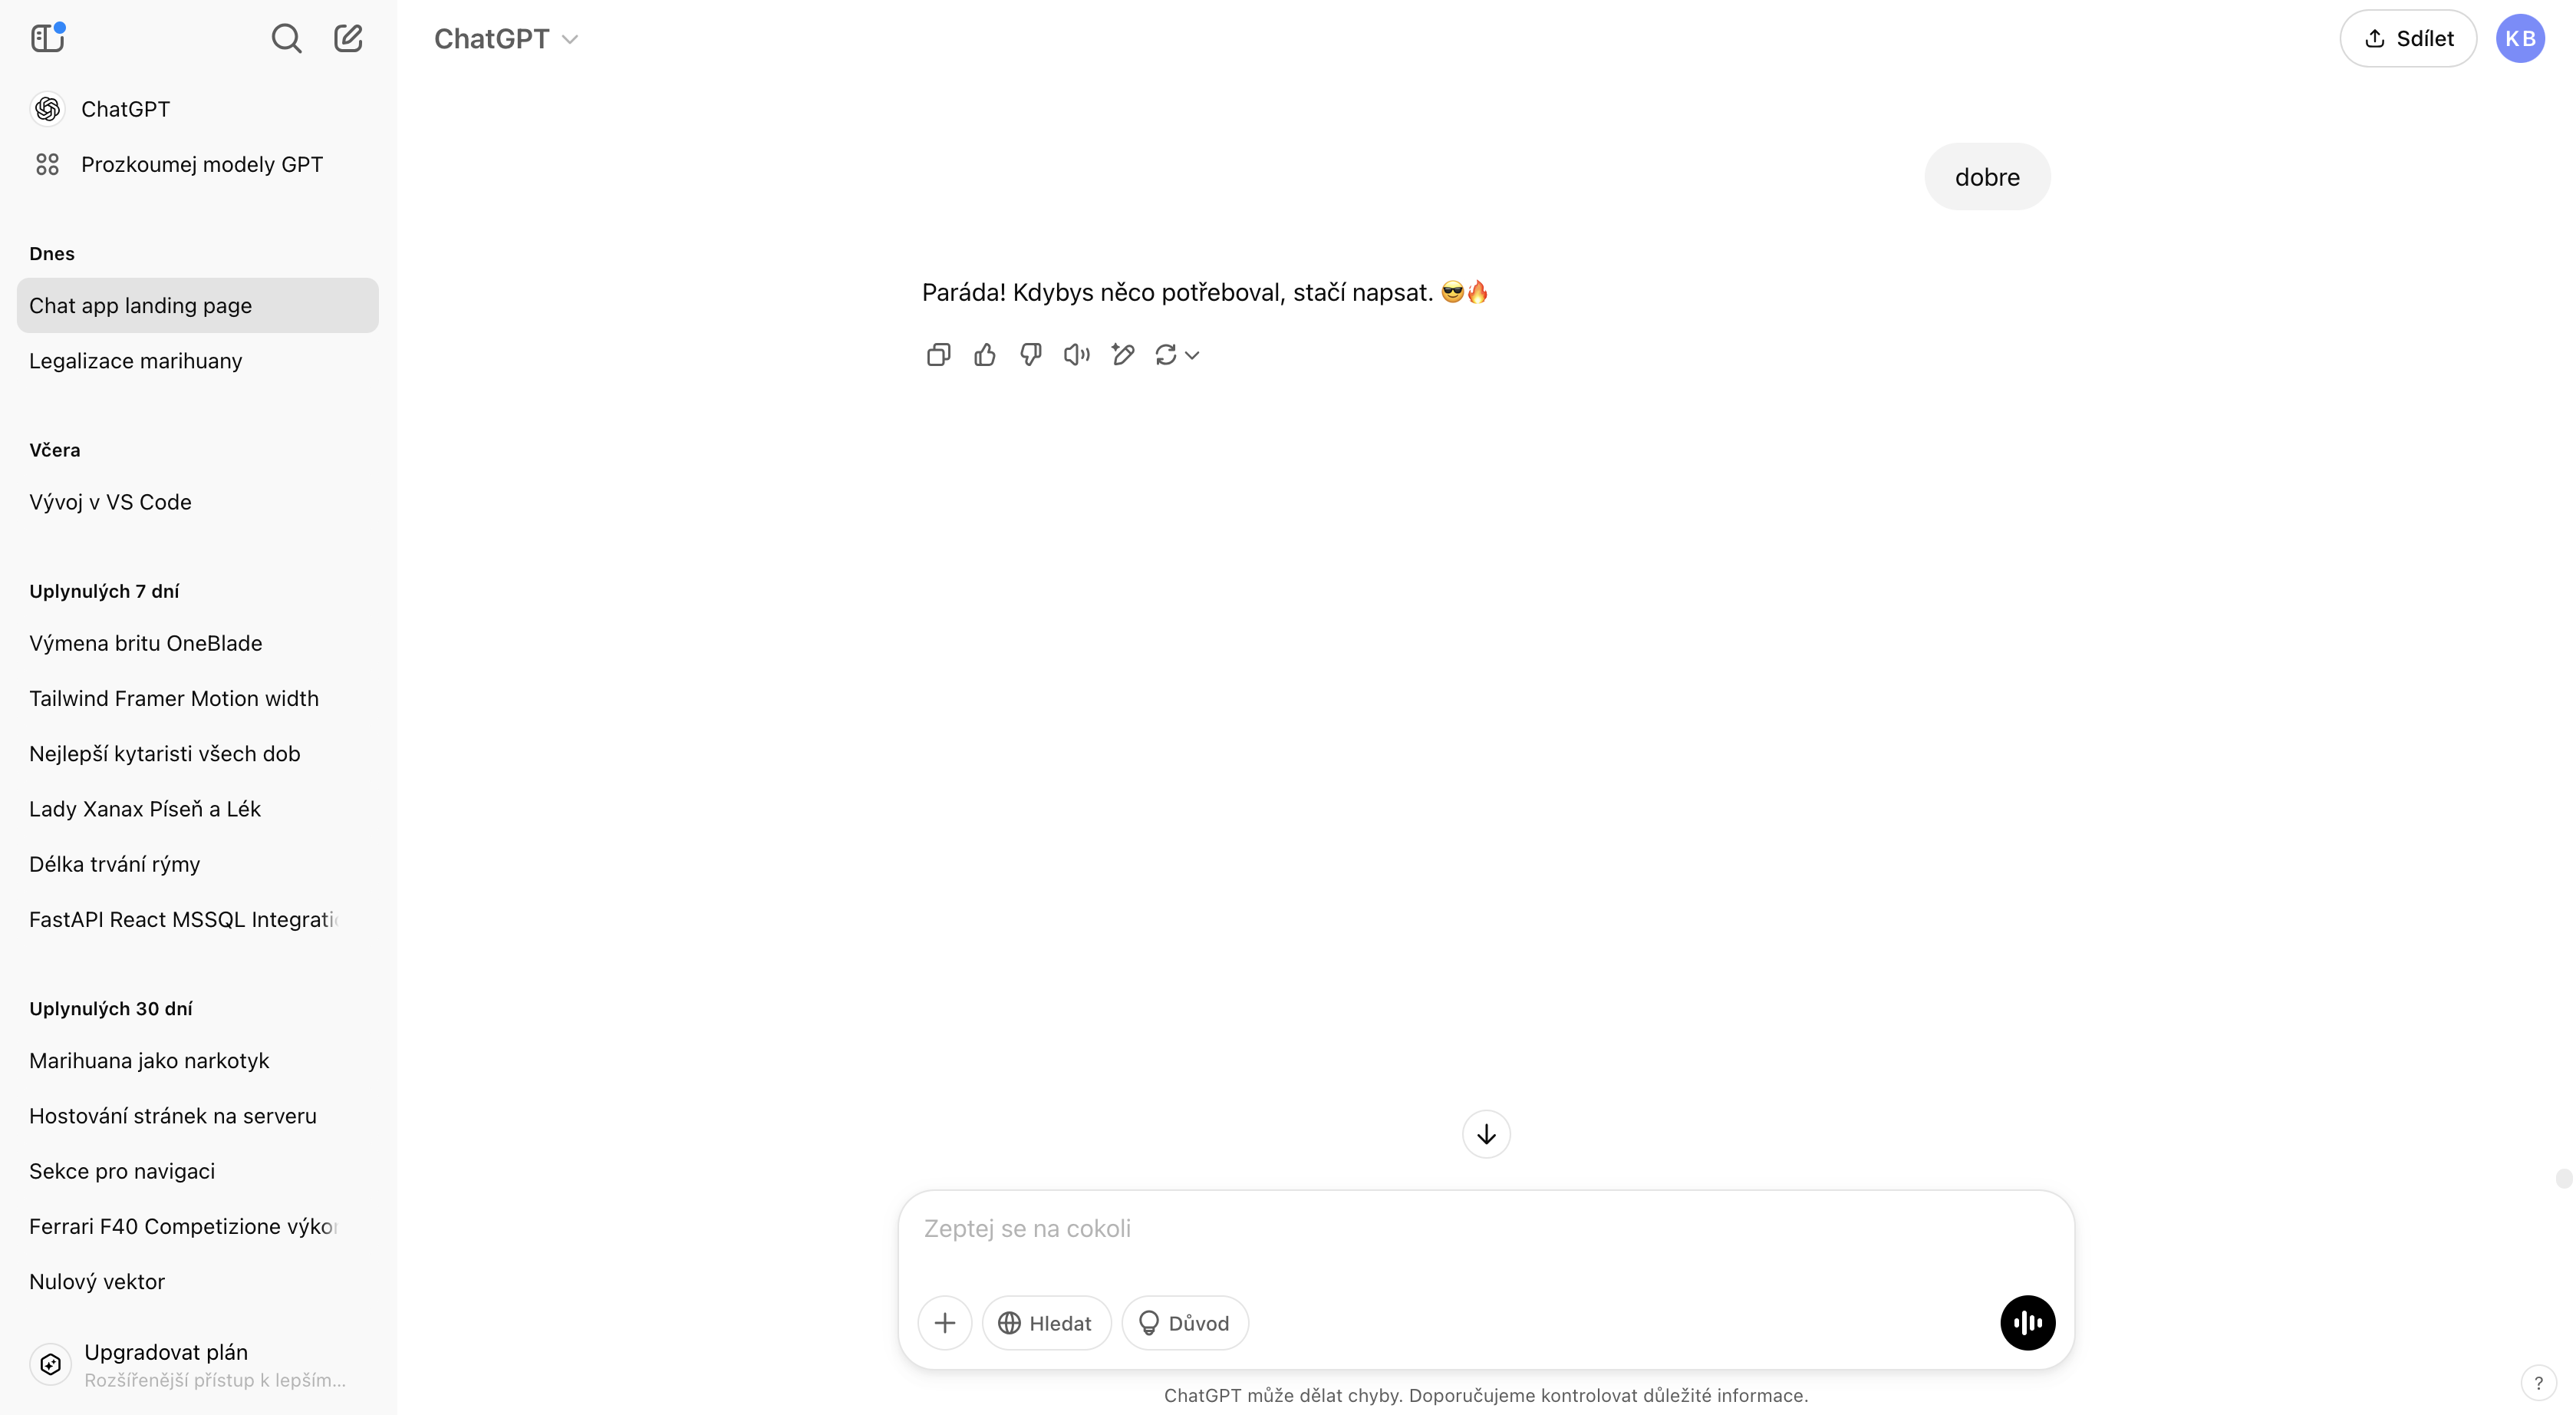 ChatGPT
Prozkoumej modely GPT
Dnes
Chat app landing page
Legalizace marihuany
Včera
Vývoj v VS Code
Uplynulých 7 dní
Výmena britu OneBlade
Tailwind Framer Motion width
Nejlepší kytaristi všech dob
Lady Xanax Píseň a Lék
Délka trvání rýmy
FastAPI React MSSQL Integrati
Uplynulých 30 dní
Marihuana jako narkotyk
Hostování stránek na serveru
Sekce pro navigaci
Ferrari F40 Competizione výko
Nulový vektor
Upgradovat plán
Rozšířenější přístup k lepším...
ChatGPT
Sdílet
KB
dobre
Paráda! Kdybys něco potřeboval, stačí napsat. 😎🔥
Zeptej se na cokoli
Hledat
Důvod
ChatGPT může dělat chyby. Doporučujeme kontrolovat důležité informace.
?